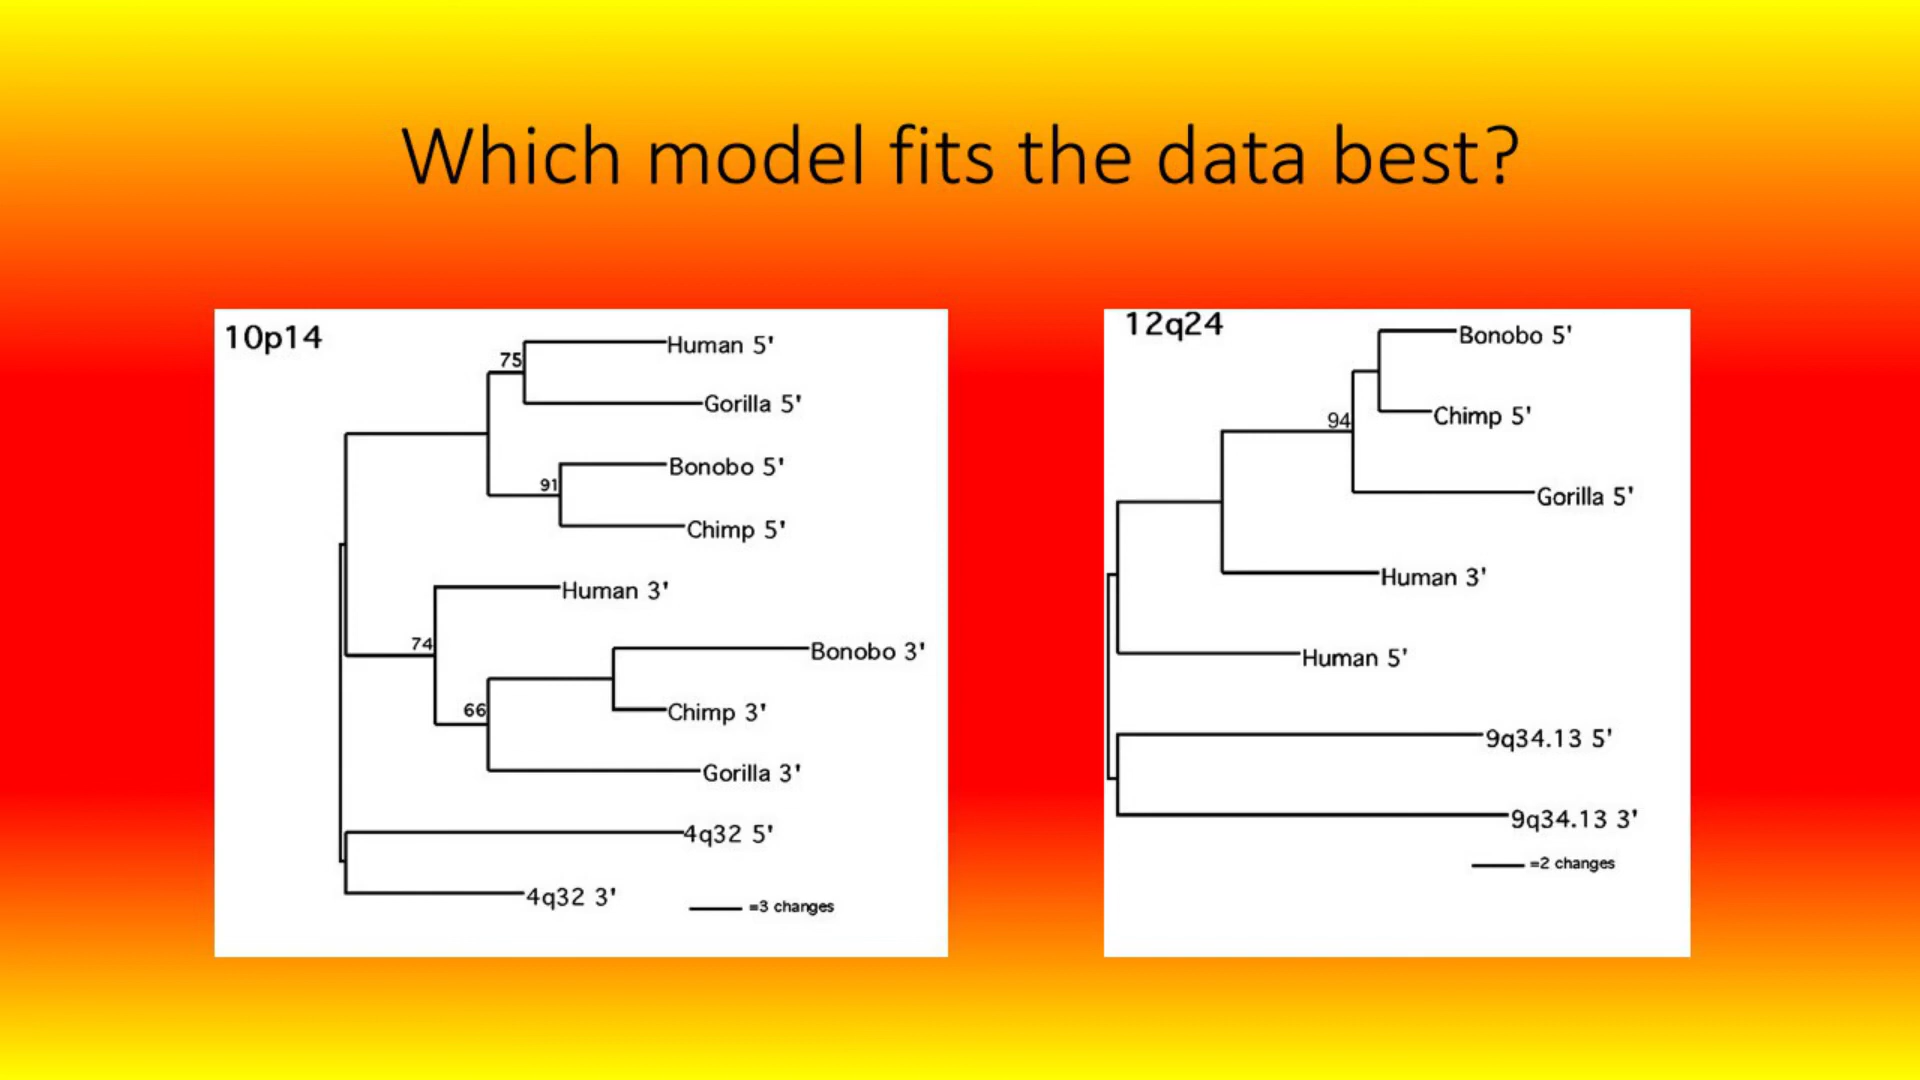 Which model fits the data best?
10p14
Human 5'
75
Gorilla 5'
Bonobo 5'
91
Chimp 5'
Human 3'
74
Bonobo 3'
66
Chimp 3'
Gorilla 3'
4q32 5'
4q32 3'
=3 changes
12q24
Bonobo 5'
94
Chimp 5'
Gorilla 5'
Human 3'
Human 5'
9q34.13 5'
9q34.13 3'
=2 changes